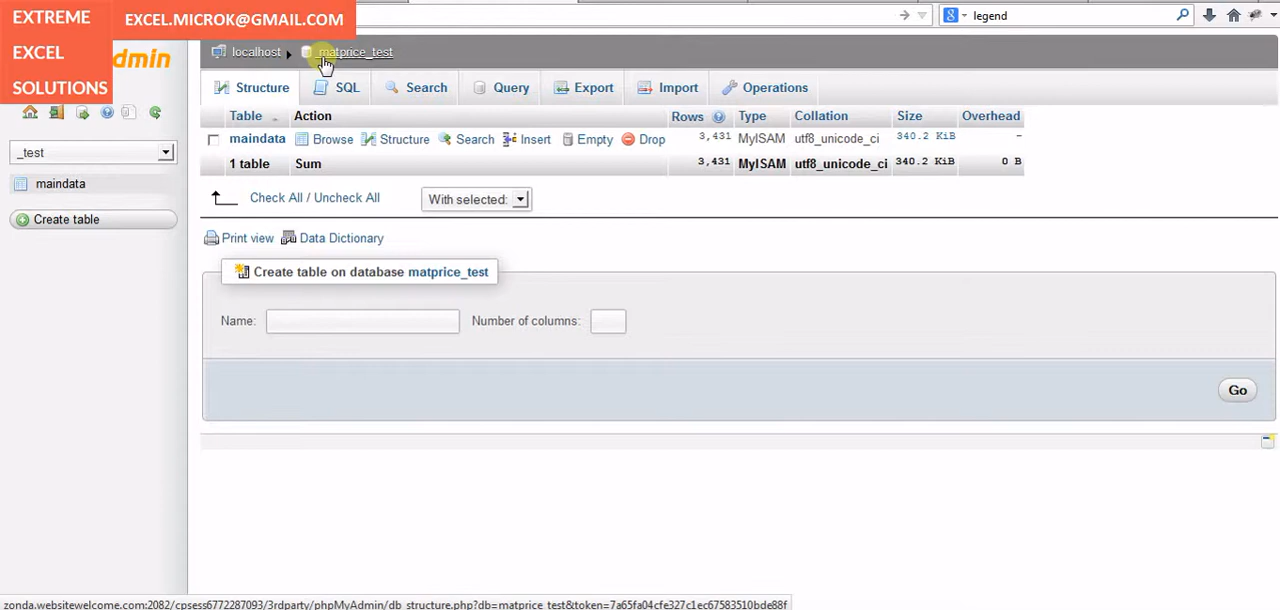 EXTREME
EXCEL
SOLUTIONS
EXCEL.MICROK@GMAIL.COM
legend
admin
localhost ▸ matprice_test
Structure SQL Search Query Export Import Operations
Table Action Rows Type Collation Size Overhead
maindata Browse Structure Search Insert Empty Drop 3,431 MyISAM utf8_unicode_ci 340.2 KiB -
1 table Sum 3,431 MyISAM utf8_unicode_ci 340.2 KiB 0 B
_test
maindata
Create table
Check All / Uncheck All With selected:
Print view Data Dictionary
Create table on database matprice_test
Name: Number of columns:
Go
zonda.websitewelcome.com:2082/cpsess6772287093/3rdparty/phpMyAdmin/db_structure.php?db=matprice_test&token=7a65fa04cfe327c1ec67583510bde88f